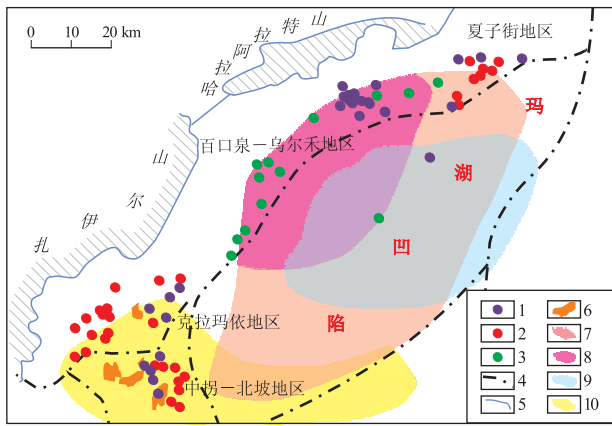 0 10 20 km
哈拉阿拉特山
夏子街地区
玛
百口泉－乌尔禾地区
湖
扎伊尔山
凹
克拉玛依地区
陷
中拐－北坡地区
1 6
2 7
3 8
4 9
5 10